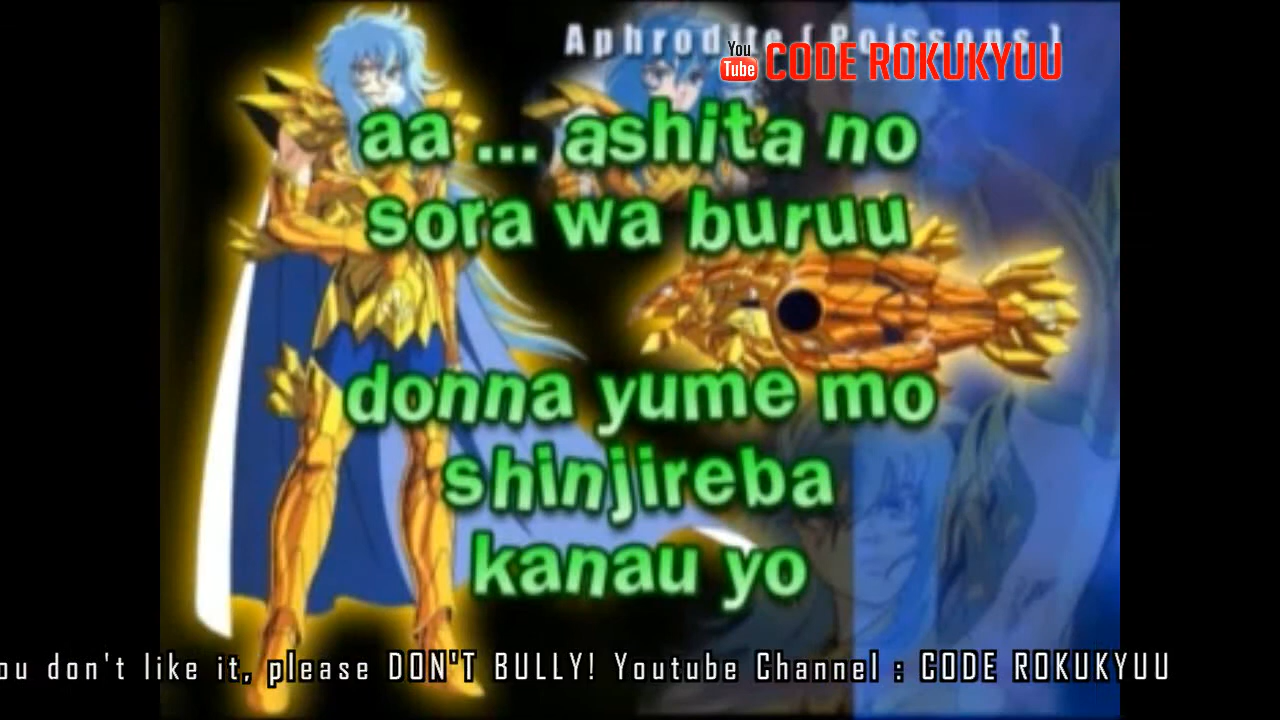 Aphrodite ( Poissons )
You
Tube CODE ROKUKYUU
aa ... ashita no
sora wa buruu
donna yume mo
shinjireba
kanau yo
ou don't like it, please DON'T BULLY! Youtube Channel : CODE ROKUKYUU